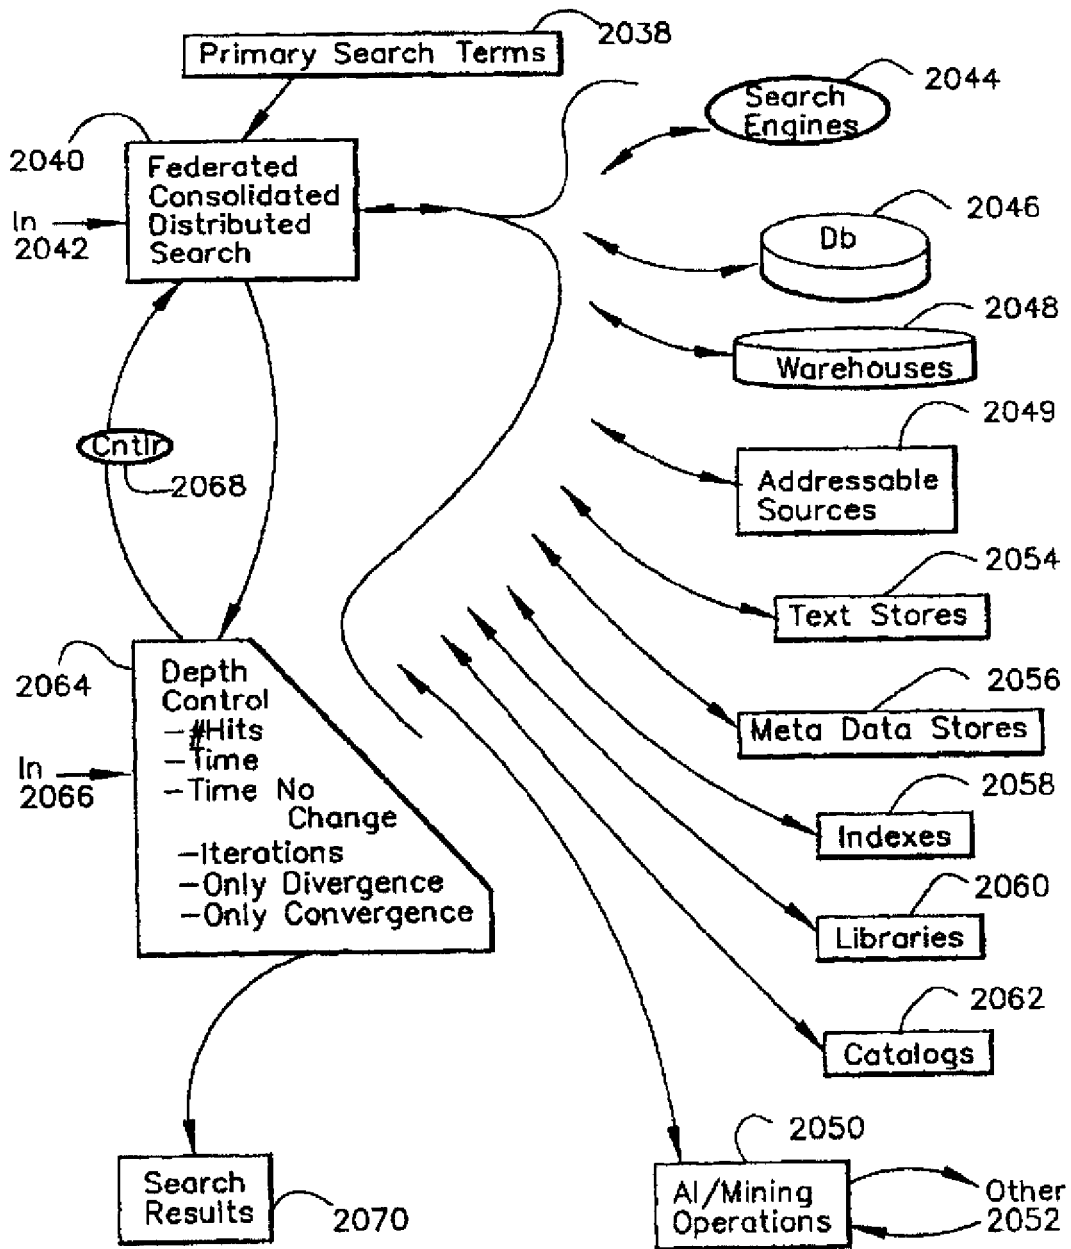 Primary Search Terms
2038
2040
Federated
Consolidated
Distributed
Search
In
2042
Search
Engines
2044
Db
2046
Warehouses
2048
Addressable
Sources
2049
Text Stores
2054
Meta Data Stores
2056
Indexes
2058
Libraries
2060
Catalogs
2062
Cntlr
2068
2064
Depth
Control
-#Hits
-Time
-Time No
Change
-Iterations
-Only Divergence
-Only Convergence
In
2066
Search
Results
2070
AI/Mining
Operations
2050
Other
2052